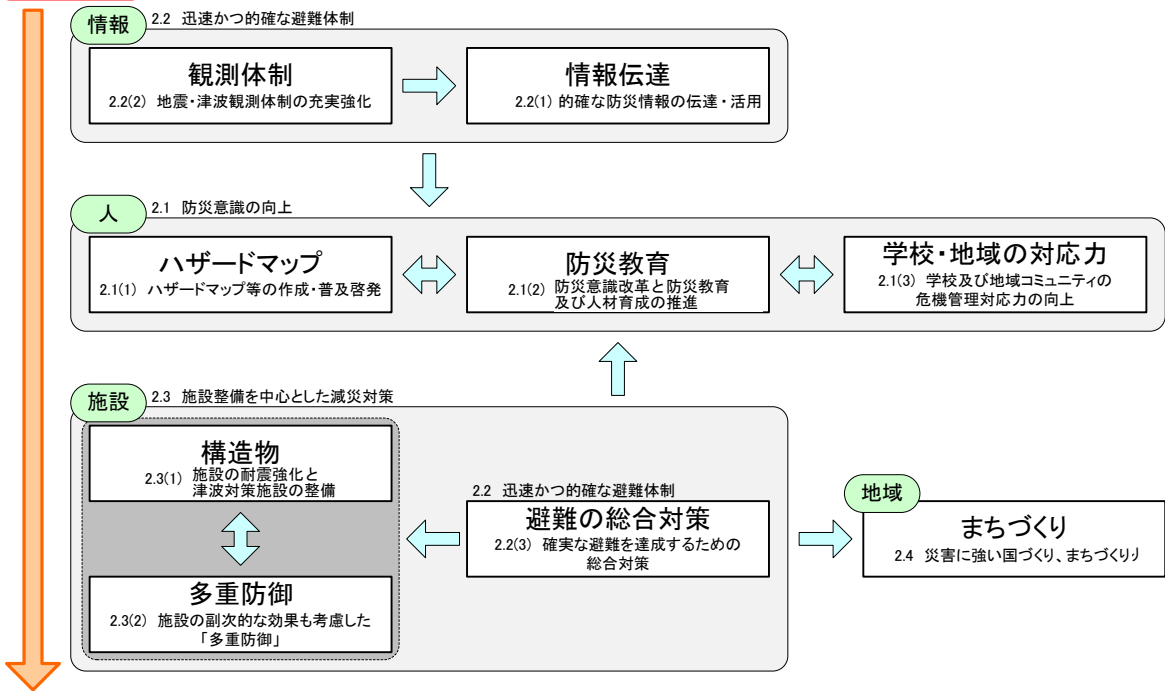 情報
2.2 迅速かつ的確な避難体制
観測体制
2.2(2) 地震・津波観測体制の充実強化
情報伝達
2.2(1) 的確な防災情報の伝達・活用
人
2.1 防災意識の向上
ハザードマップ
2.1(1) ハザードマップ等の作成・普及啓発
防災教育
2.1(2) 防災意識改革と防災教育
及び人材育成の推進
学校・地域の対応力
2.1(3) 学校及び地域コミュニティの
危機管理対応力の向上
施設
2.3 施設整備を中心とした減災対策
構造物
2.3(1) 施設の耐震強化と
津波対策施設の整備
多重防御
2.3(2) 施設の副次的な効果も考慮した
「多重防御」
2.2 迅速かつ的確な避難体制
避難の総合対策
2.2(3) 確実な避難を達成するための
総合対策
地域
まちづくり
2.4 災害に強い国づくり、まちづくり